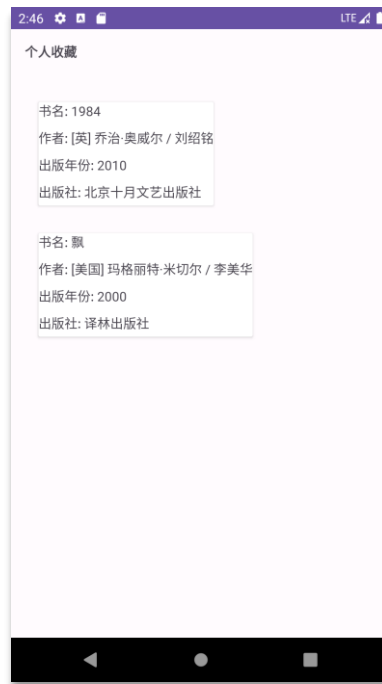 2:46 LTE
个人收藏
书名: 1984
作者: [英] 乔治·奥威尔 / 刘绍铭
出版年份: 2010
出版社: 北京十月文艺出版社
书名: 飘
作者: [美国] 玛格丽特·米切尔 / 李美华
出版年份: 2000
出版社: 译林出版社